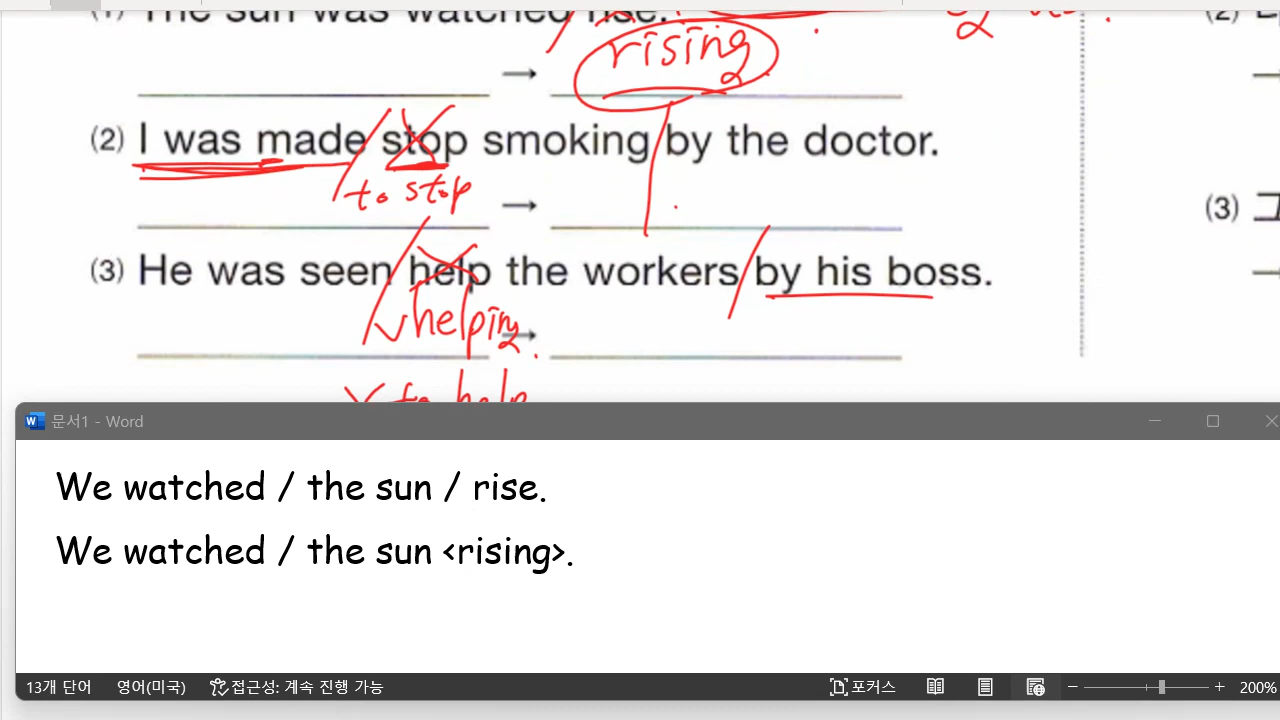 (1) The sun was watched rise.
rising
→
(2) I was made stop smoking by the doctor.
to stop
→
(3)
(3) He was seen help the workers by his boss.
helping
→
to help
문서1 - Word
We watched / the sun / rise.
We watched / the sun <rising>.
13개 단어 영어(미국) 접근성: 계속 진행 가능 포커스 200%